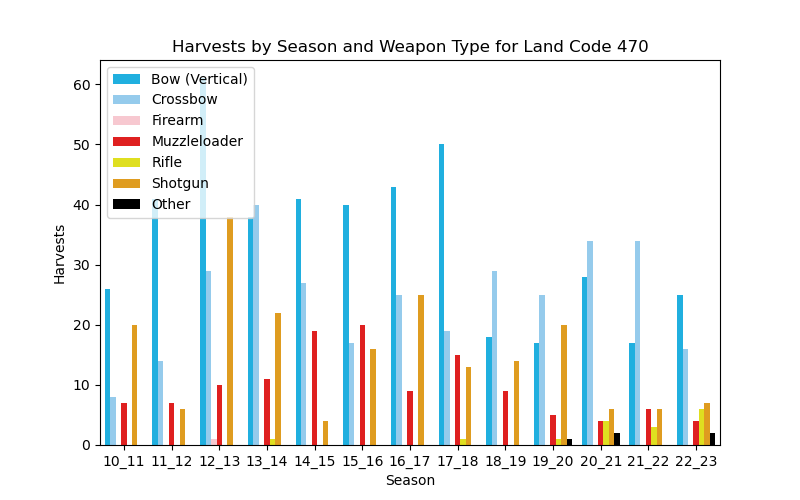 Harvests by Season and Weapon Type for Land Code 470
60
50
40
30
20
10
0
Harvests
Bow (Vertical)
Crossbow
Firearm
Muzzleloader
Rifle
Shotgun
Other
10_11 11_12 12_13 13_14 14_15 15_16 16_17 17_18 18_19 19_20 20_21 21_22 22_23
Season